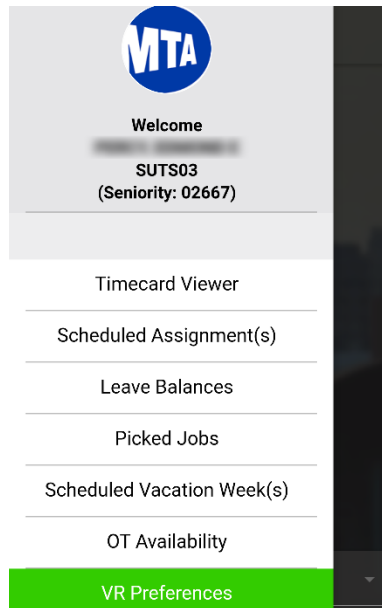 MTA
Welcome
SUTS03
(Seniority: 02667)
Timecard Viewer
Scheduled Assignment(s)
Leave Balances
Picked Jobs
Scheduled Vacation Week(s)
OT Availability
VR Preferences